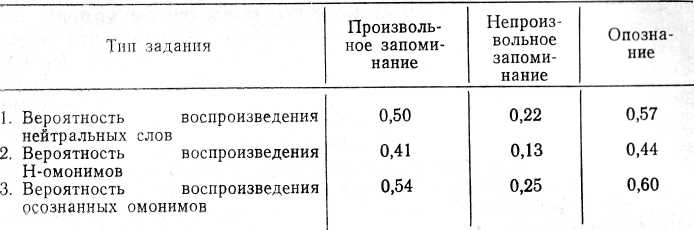 Тип задания
Произволь-
ное запоми-
нание
Непроиз-
вольное
запоми-
нание
Опозна-
ние
1. Вероятность воспроизведения
нейтральных слов
0,50 0,22 0,57
2. Вероятность воспроизведения
Н-омонимов
0,41 0,13 0,44
3. Вероятность воспроизведения
осознанных омонимов
0,54 0,25 0,60